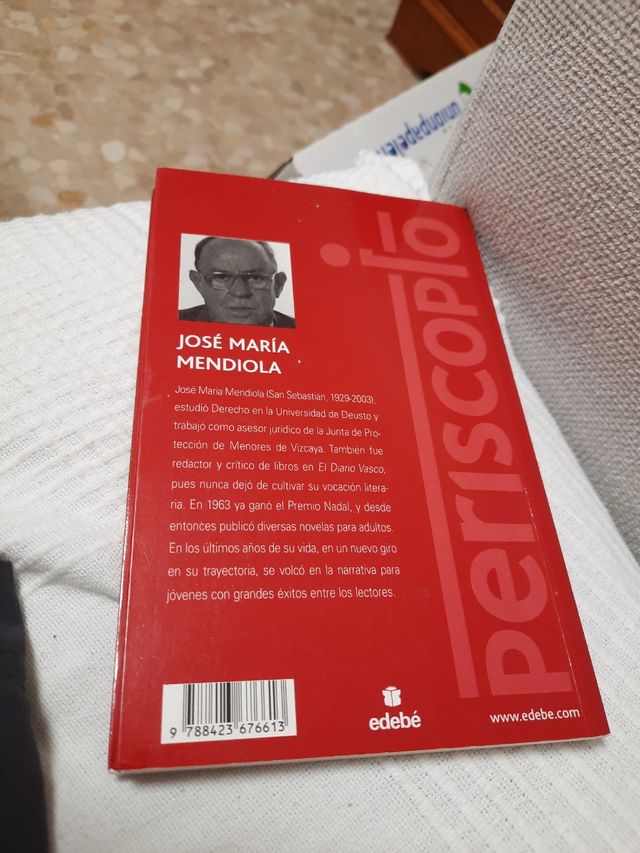 unionpapelera
JOSÉ MARÍA
MENDIOLA
José María Mendiola (San Sebastián, 1929-2003),
estudió Derecho en la Universidad de Deusto y
trabajó como asesor jurídico de la Junta de Pro-
tección de Menores de Vizcaya. También fue
redactor y crítico de libros en El Diario Vasco,
pues nunca dejó de cultivar su vocación litera-
ria. En 1963 ya ganó el Premio Nadal, y desde
entonces publicó diversas novelas para adultos.
En los últimos años de su vida, en un nuevo giro
en su trayectoria, se volcó en la narrativa para
jóvenes con grandes éxitos entre los lectores.
periscopio
9 788423 676613
edebé
www.edebe.com